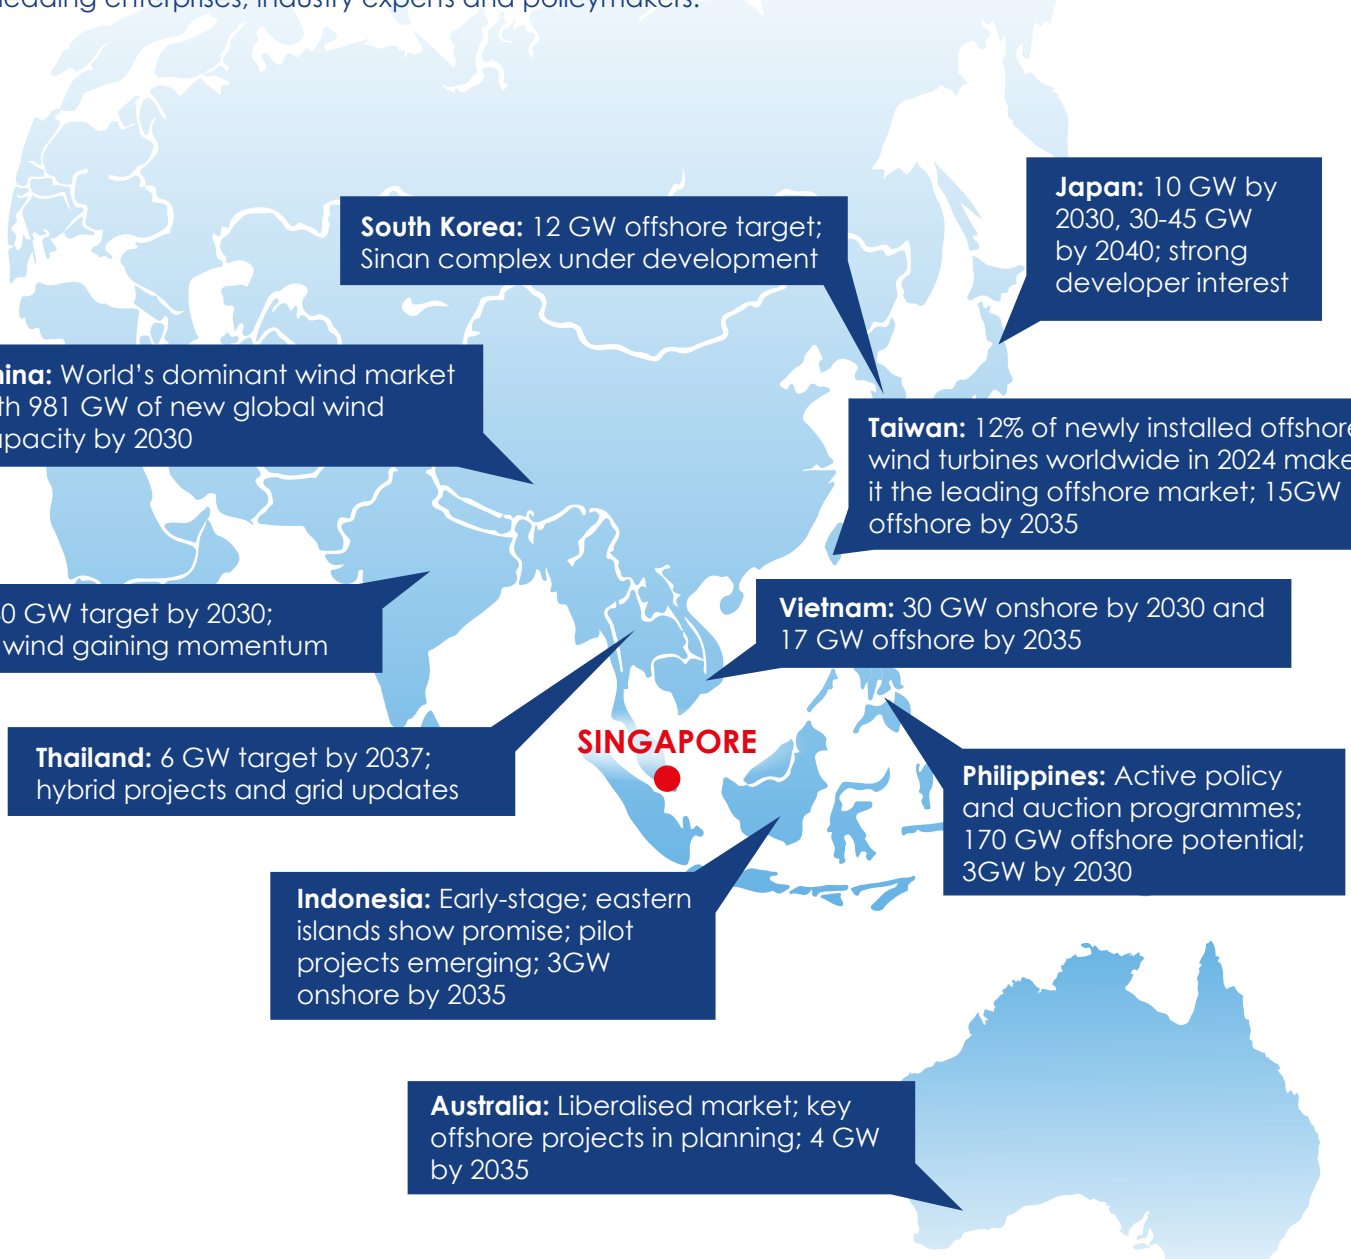 leading enterprises, industry experts and policymakers.
Japan: 10 GW by
2030, 30-45 GW
by 2040; strong
developer interest
South Korea: 12 GW offshore target;
Sinan complex under development
World's dominant wind market
981 GW of new global wind
by 2030
Taiwan: 12% of newly installed offshore
wind turbines worldwide in 2024 make
it the leading offshore market; 15GW
offshore by 2035
GW target by 2030;
wind gaining momentum
Vietnam: 30 GW onshore by 2030 and
17 GW offshore by 2035
Thailand: 6 GW target by 2037;
hybrid projects and grid updates
SINGAPORE
Philippines: Active policy
and auction programmes;
170 GW offshore potential;
3GW by 2030
Indonesia: Early-stage; eastern
islands show promise; pilot
projects emerging; 3GW
onshore by 2035
Australia: Liberalised market; key
offshore projects in planning; 4 GW
by 2035